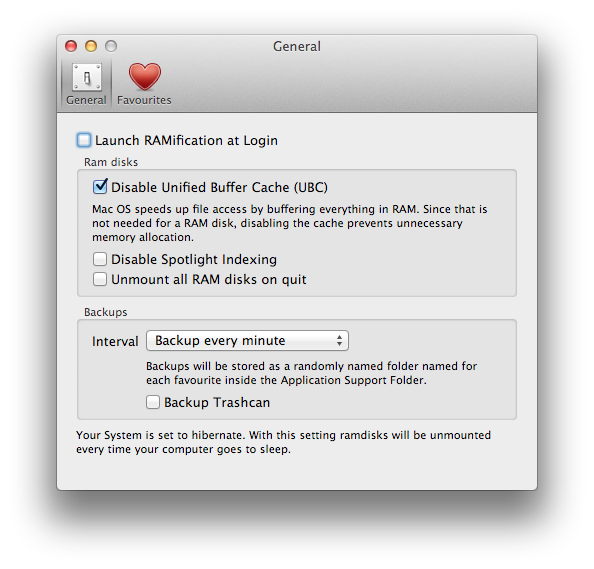 General
General
Favourites
Launch RAMification at Login
Ram disks
Disable Unified Buffer Cache (UBC)
Mac OS speeds up file access by buffering everything in RAM. Since that is
not needed for a RAM disk, disabling the cache prevents unnecessary
memory allocation.
Disable Spotlight Indexing
Unmount all RAM disks on quit
Backups
Interval Backup every minute
Backups will be stored as a randomly named folder named for
each favourite inside the Application Support Folder.
Backup Trashcan
Your System is set to hibernate. With this setting ramdisks will be unmounted
every time your computer goes to sleep.